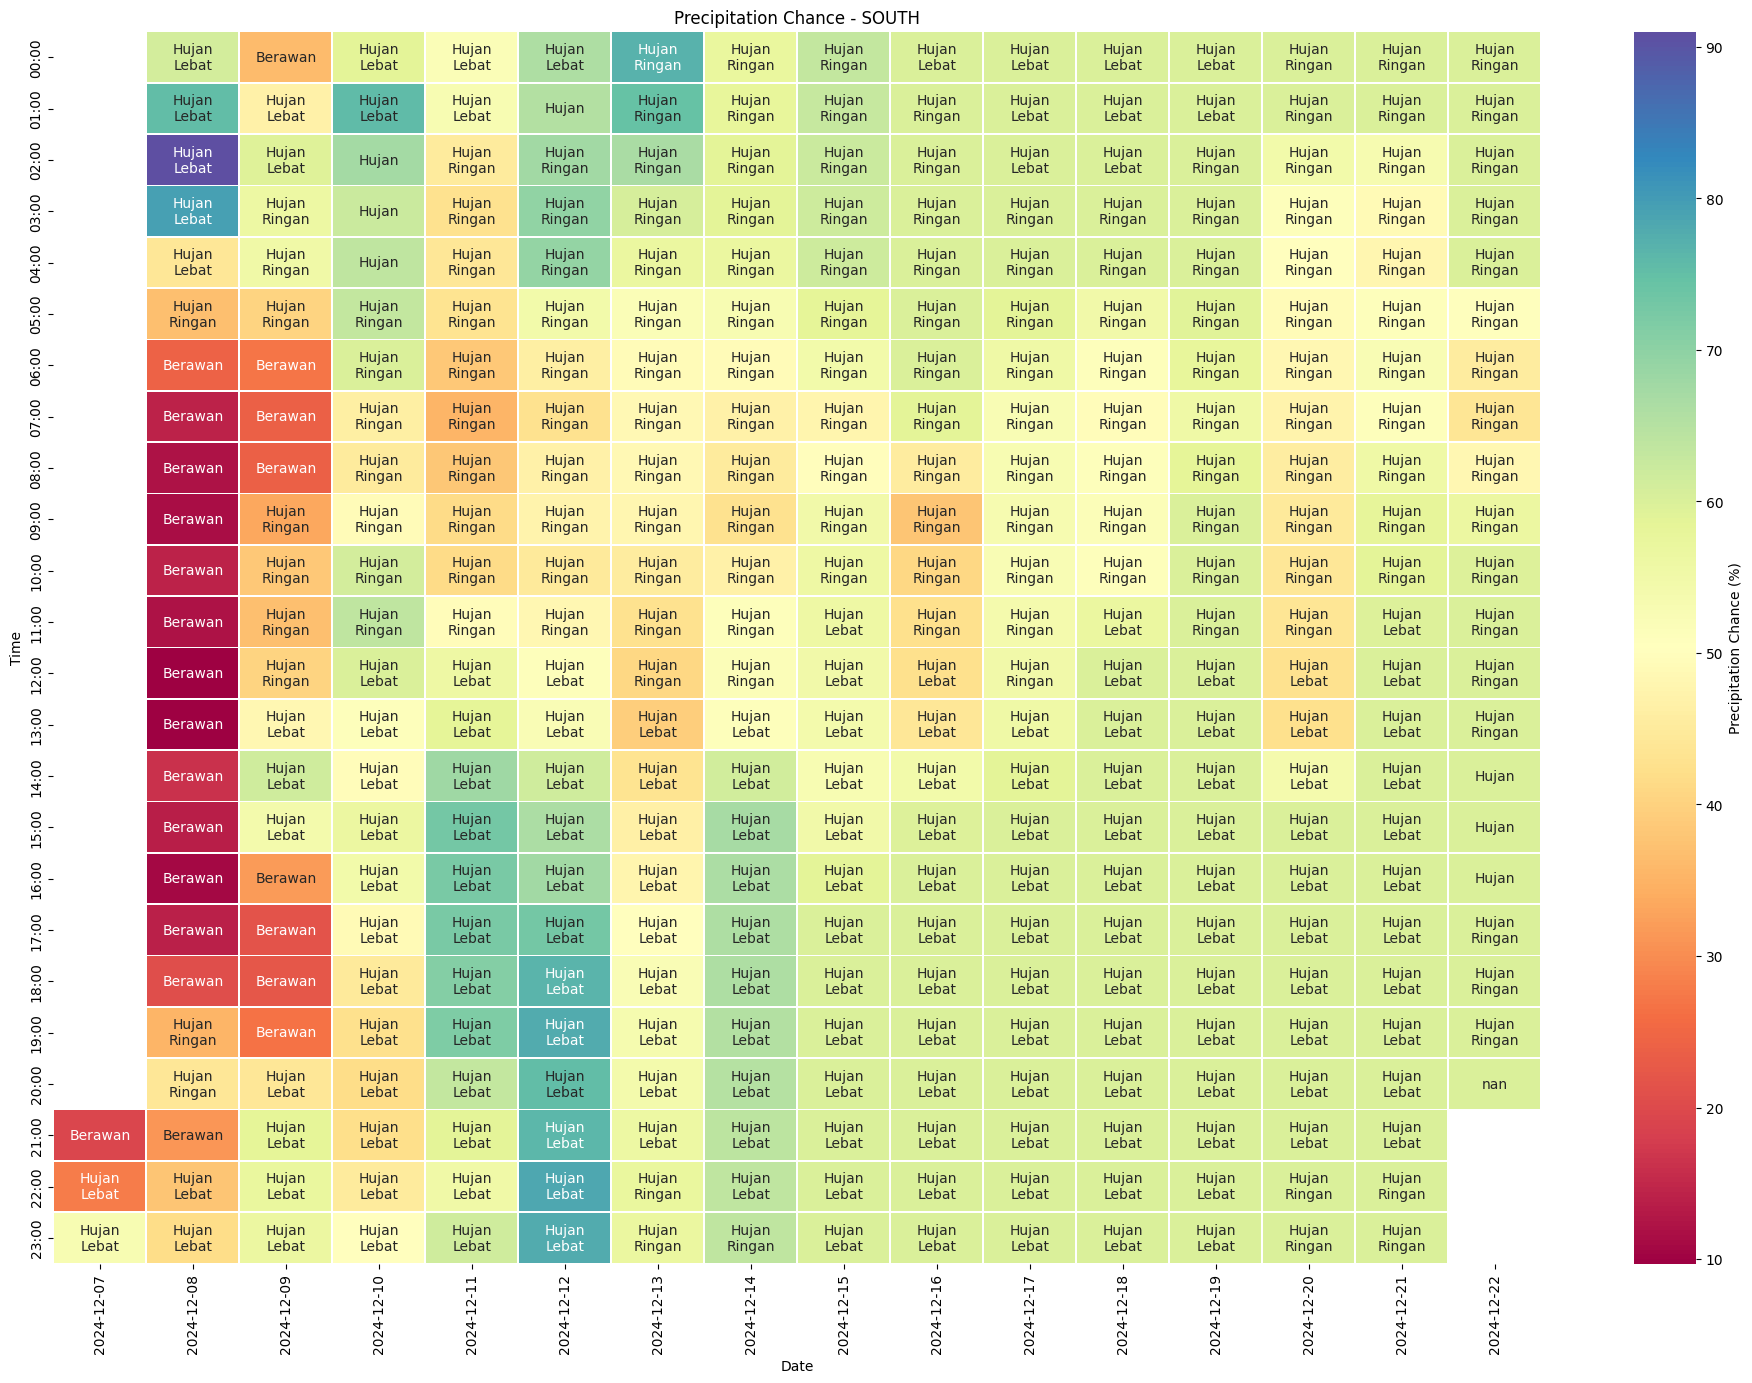 Precipitation Chance - SOUTH
00:00 Hujan Lebat Berawan Hujan Lebat Hujan Lebat Hujan Lebat Hujan Ringan Hujan Ringan Hujan Ringan Hujan Lebat Hujan Lebat Hujan Lebat Hujan Lebat Hujan Ringan Hujan Ringan Hujan Ringan
01:00 Hujan Lebat Hujan Lebat Hujan Lebat Hujan Lebat Hujan Hujan Ringan Hujan Ringan Hujan Ringan Hujan Ringan Hujan Lebat Hujan Lebat Hujan Lebat Hujan Ringan Hujan Ringan Hujan Ringan
02:00 Hujan Lebat Hujan Lebat Hujan Hujan Ringan Hujan Ringan Hujan Ringan Hujan Ringan Hujan Ringan Hujan Ringan Hujan Lebat Hujan Lebat Hujan Ringan Hujan Ringan Hujan Ringan Hujan Ringan
03:00 Hujan Lebat Hujan Ringan Hujan Hujan Ringan Hujan Ringan Hujan Ringan Hujan Ringan Hujan Ringan Hujan Ringan Hujan Ringan Hujan Ringan Hujan Ringan Hujan Ringan Hujan Ringan Hujan Ringan
04:00 Hujan Lebat Hujan Ringan Hujan Hujan Ringan Hujan Ringan Hujan Ringan Hujan Ringan Hujan Ringan Hujan Ringan Hujan Ringan Hujan Ringan Hujan Ringan Hujan Ringan Hujan Ringan Hujan Ringan
05:00 Hujan Ringan Hujan Ringan Hujan Ringan Hujan Ringan Hujan Ringan Hujan Ringan Hujan Ringan Hujan Ringan Hujan Ringan Hujan Ringan Hujan Ringan Hujan Ringan Hujan Ringan Hujan Ringan Hujan Ringan
06:00 Berawan Berawan Hujan Ringan Hujan Ringan Hujan Ringan Hujan Ringan Hujan Ringan Hujan Ringan Hujan Ringan Hujan Ringan Hujan Ringan Hujan Ringan Hujan Ringan Hujan Ringan Hujan Ringan
07:00 Berawan Berawan Hujan Ringan Hujan Ringan Hujan Ringan Hujan Ringan Hujan Ringan Hujan Ringan Hujan Ringan Hujan Ringan Hujan Ringan Hujan Ringan Hujan Ringan Hujan Ringan Hujan Ringan
08:00 Berawan Berawan Hujan Ringan Hujan Ringan Hujan Ringan Hujan Ringan Hujan Ringan Hujan Ringan Hujan Ringan Hujan Ringan Hujan Ringan Hujan Ringan Hujan Ringan Hujan Ringan Hujan Ringan
09:00 Berawan Hujan Ringan Hujan Ringan Hujan Ringan Hujan Ringan Hujan Ringan Hujan Ringan Hujan Ringan Hujan Ringan Hujan Ringan Hujan Ringan Hujan Ringan Hujan Ringan Hujan Ringan Hujan Ringan
10:00 Berawan Hujan Ringan Hujan Ringan Hujan Ringan Hujan Ringan Hujan Ringan Hujan Ringan Hujan Ringan Hujan Ringan Hujan Ringan Hujan Ringan Hujan Ringan Hujan Ringan Hujan Ringan Hujan Ringan
11:00 Berawan Hujan Ringan Hujan Ringan Hujan Ringan Hujan Ringan Hujan Ringan Hujan Ringan Hujan Lebat Hujan Ringan Hujan Ringan Hujan Lebat Hujan Ringan Hujan Ringan Hujan Lebat Hujan Ringan
12:00 Berawan Hujan Ringan Hujan Lebat Hujan Lebat Hujan Lebat Hujan Ringan Hujan Ringan Hujan Lebat Hujan Lebat Hujan Ringan Hujan Lebat Hujan Lebat Hujan Lebat Hujan Lebat Hujan Ringan
13:00 Berawan Hujan Lebat Hujan Lebat Hujan Lebat Hujan Lebat Hujan Lebat Hujan Lebat Hujan Lebat Hujan Lebat Hujan Lebat Hujan Lebat Hujan Lebat Hujan Lebat Hujan Lebat Hujan Ringan
14:00 Berawan Hujan Lebat Hujan Lebat Hujan Lebat Hujan Lebat Hujan Lebat Hujan Lebat Hujan Lebat Hujan Lebat Hujan Lebat Hujan Lebat Hujan Lebat Hujan Lebat Hujan Lebat Hujan
15:00 Berawan Hujan Lebat Hujan Lebat Hujan Lebat Hujan Lebat Hujan Lebat Hujan Lebat Hujan Lebat Hujan Lebat Hujan Lebat Hujan Lebat Hujan Lebat Hujan Lebat Hujan Lebat Hujan
16:00 Berawan Berawan Hujan Lebat Hujan Lebat Hujan Lebat Hujan Lebat Hujan Lebat Hujan Lebat Hujan Lebat Hujan Lebat Hujan Lebat Hujan Lebat Hujan Lebat Hujan Lebat Hujan
17:00 Berawan Berawan Hujan Lebat Hujan Lebat Hujan Lebat Hujan Lebat Hujan Lebat Hujan Lebat Hujan Lebat Hujan Lebat Hujan Lebat Hujan Lebat Hujan Lebat Hujan Lebat Hujan Ringan
18:00 Berawan Berawan Hujan Lebat Hujan Lebat Hujan Lebat Hujan Lebat Hujan Lebat Hujan Lebat Hujan Lebat Hujan Lebat Hujan Lebat Hujan Lebat Hujan Lebat Hujan Lebat Hujan Ringan
19:00 Hujan Ringan Berawan Hujan Lebat Hujan Lebat Hujan Lebat Hujan Lebat Hujan Lebat Hujan Lebat Hujan Lebat Hujan Lebat Hujan Lebat Hujan Lebat Hujan Lebat Hujan Lebat Hujan Ringan
20:00 Hujan Ringan Hujan Lebat Hujan Lebat Hujan Lebat Hujan Lebat Hujan Lebat Hujan Lebat Hujan Lebat Hujan Lebat Hujan Lebat Hujan Lebat Hujan Lebat Hujan Lebat Hujan Lebat nan
21:00 Berawan Berawan Hujan Lebat Hujan Lebat Hujan Lebat Hujan Lebat Hujan Lebat Hujan Lebat Hujan Lebat Hujan Lebat Hujan Lebat Hujan Lebat Hujan Lebat Hujan Lebat Hujan Lebat
22:00 Hujan Lebat Hujan Lebat Hujan Lebat Hujan Lebat Hujan Lebat Hujan Lebat Hujan Ringan Hujan Lebat Hujan Lebat Hujan Lebat Hujan Lebat Hujan Lebat Hujan Lebat Hujan Ringan Hujan Ringan
23:00 Hujan Lebat Hujan Lebat Hujan Lebat Hujan Lebat Hujan Lebat Hujan Lebat Hujan Ringan Hujan Ringan Hujan Lebat Hujan Lebat Hujan Lebat Hujan Lebat Hujan Lebat Hujan Ringan Hujan Ringan
Time
2024-12-07 2024-12-08 2024-12-09 2024-12-10 2024-12-11 2024-12-12 2024-12-13 2024-12-14 2024-12-15 2024-12-16 2024-12-17 2024-12-18 2024-12-19 2024-12-20 2024-12-21 2024-12-22
Date
90
80
70
60
50
40
30
20
10
Precipitation Chance (%)